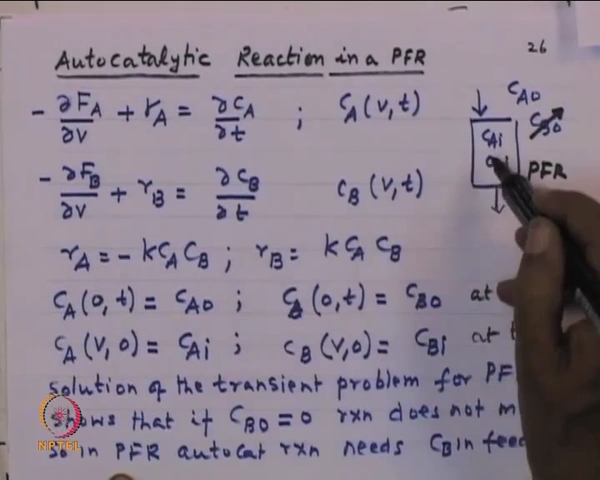 26
Autocatalytic Reaction in a PFR
- ∂F_A/∂V + r_A = ∂C_A/∂t ; C_A(V,t)
C_A0
C_B0
C_Ai
PFR
- ∂F_B/∂V + r_B = ∂C_B/∂t C_B(V,t)
r_A = - k C_A C_B ; r_B = k C_A C_B
C_A(0,t) = C_A0 ; C_B(0,t) = C_B0 at
C_A(V,0) = C_Ai ; C_B(V,0) = C_Bi at t
solution of the transient problem for PF
shows that if C_B0 = 0 rxn does not m
so in PFR autocat rxn needs C_B in feed
NPTEL